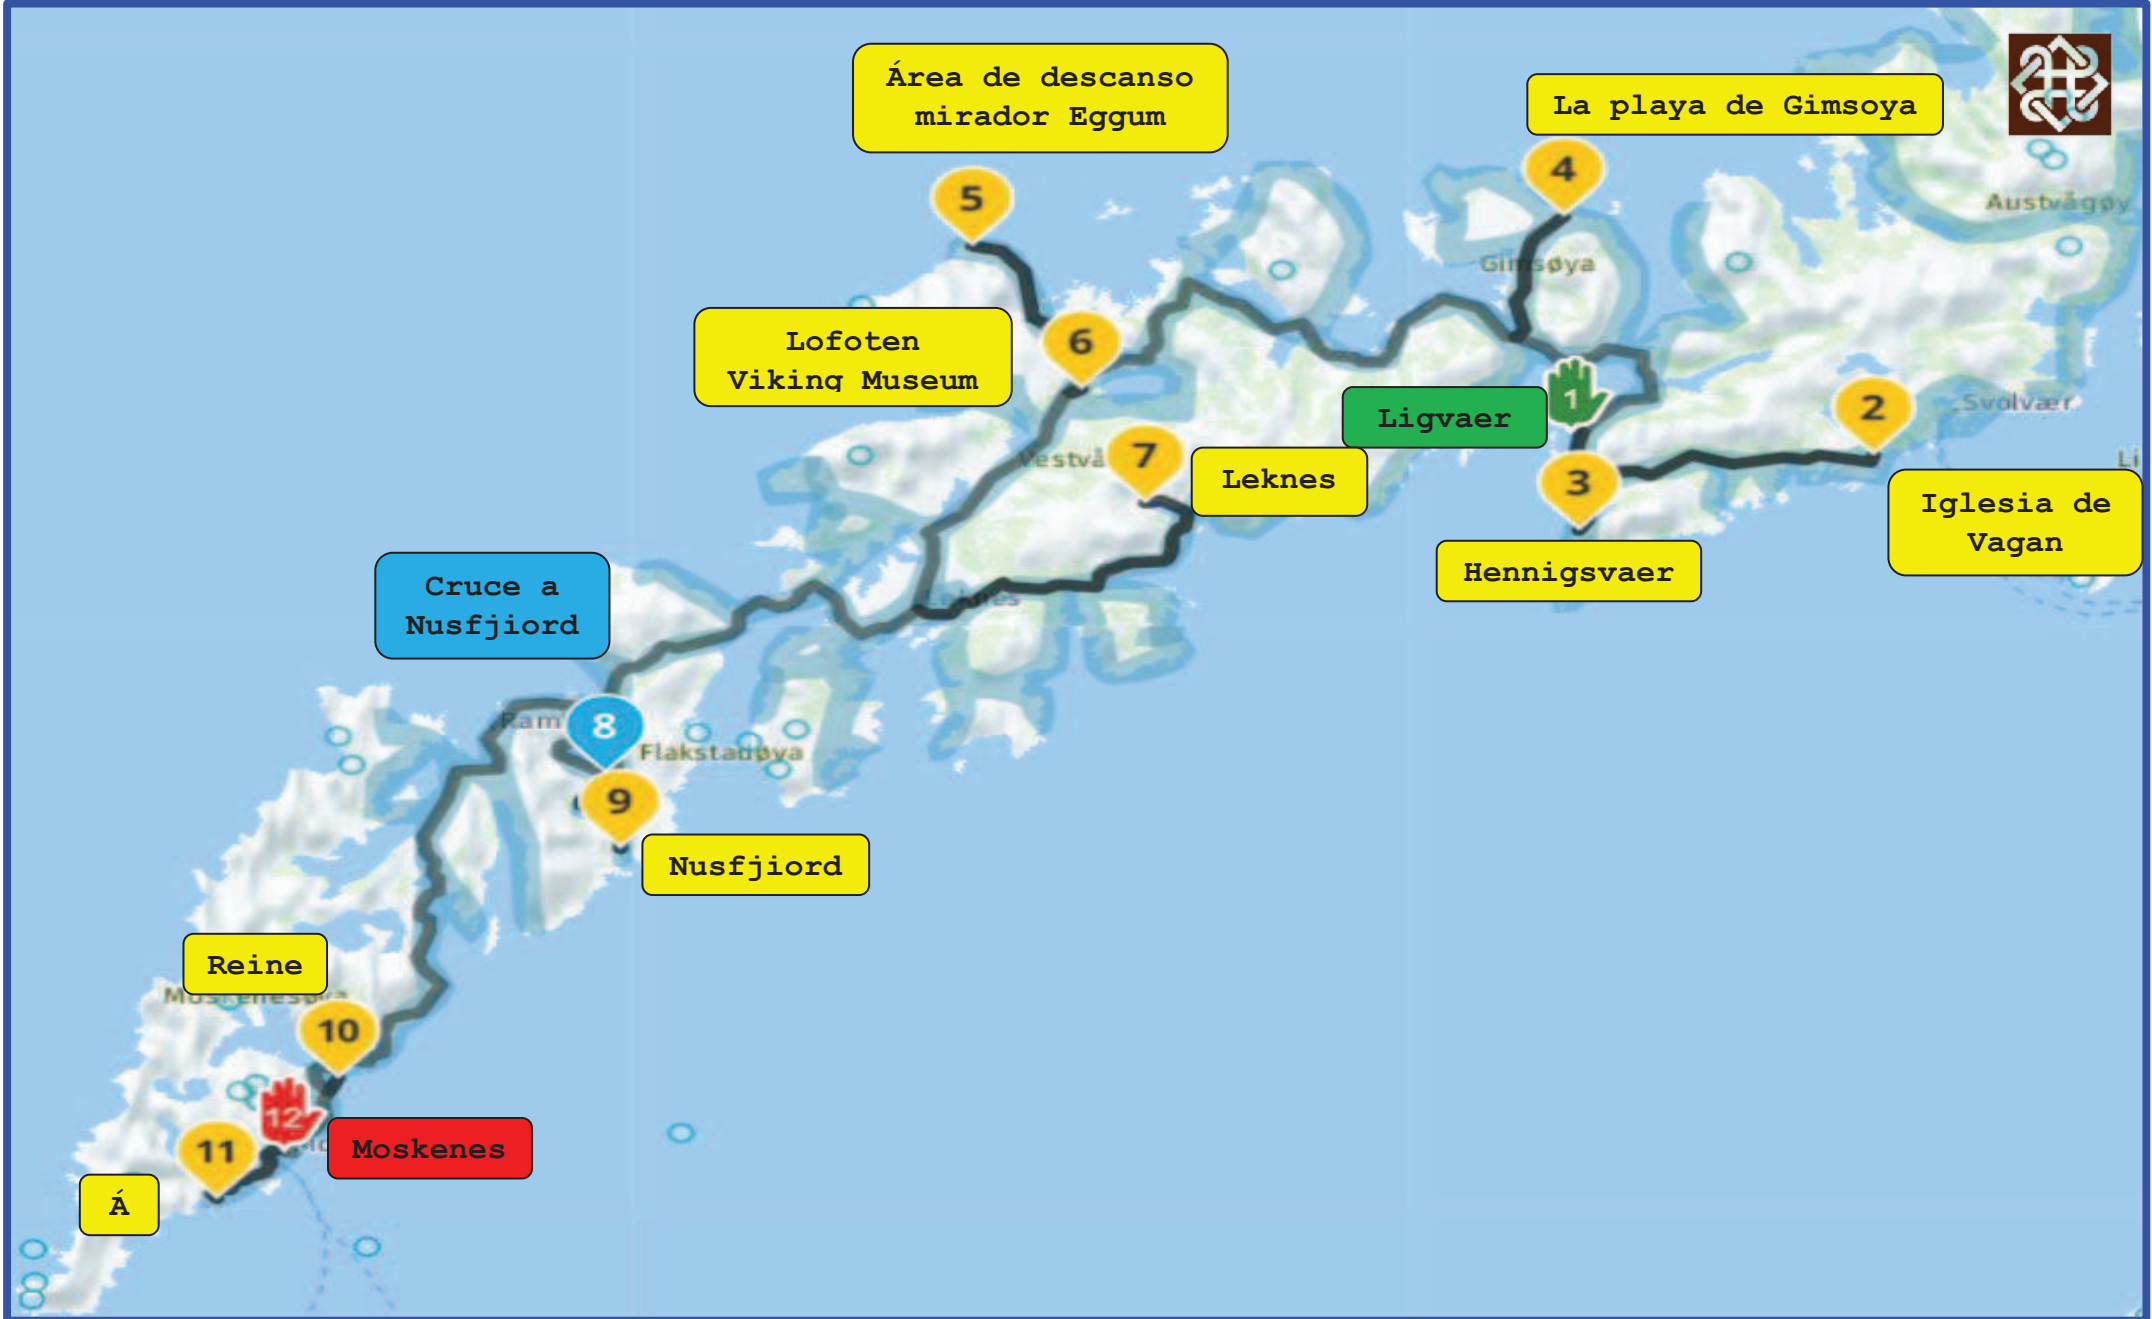 Área de descanso
mirador Eggum
La playa de Gimsoya
4
5
Austvågøy
Gimsøya
Lofoten
Viking Museum
6
1
Ligvaer
2
Svolvær
7
Leknes
3
Iglesia de
Vagan
Hennigsvaer
Cruce a
Nusfjiord
8
Flakstadøya
9
Nusfjiord
Reine
Moskenesøya
10
12
Moskenes
11
Á